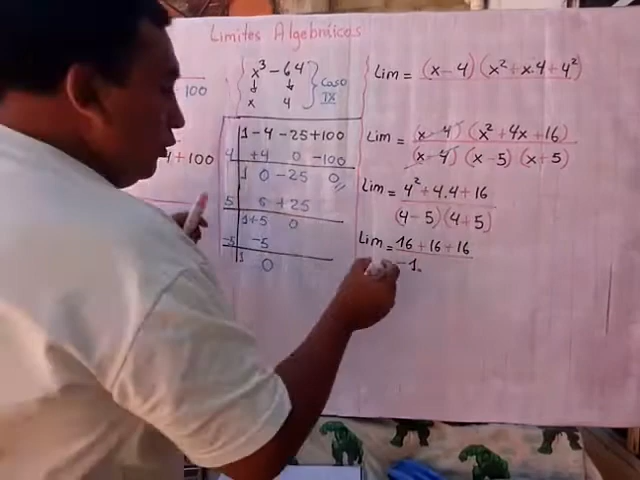 Limites Algebraicos
100
4+100
x³ - 64
x 4
Caso
IX
1 - 4 - 25 + 100
4 +4 0 -100
1 0 -25 0
5 +25
1 +5 0
-5 -5
1 0
Lim = (x-4)(x² + x.4 + 4²)
Lim = (x-4)(x² + 4x + 16)
(x-4)(x-5)(x+5)
Lim = 4² + 4.4 + 16
(4-5)(4+5)
Lim = 16 + 16 + 16
-1.